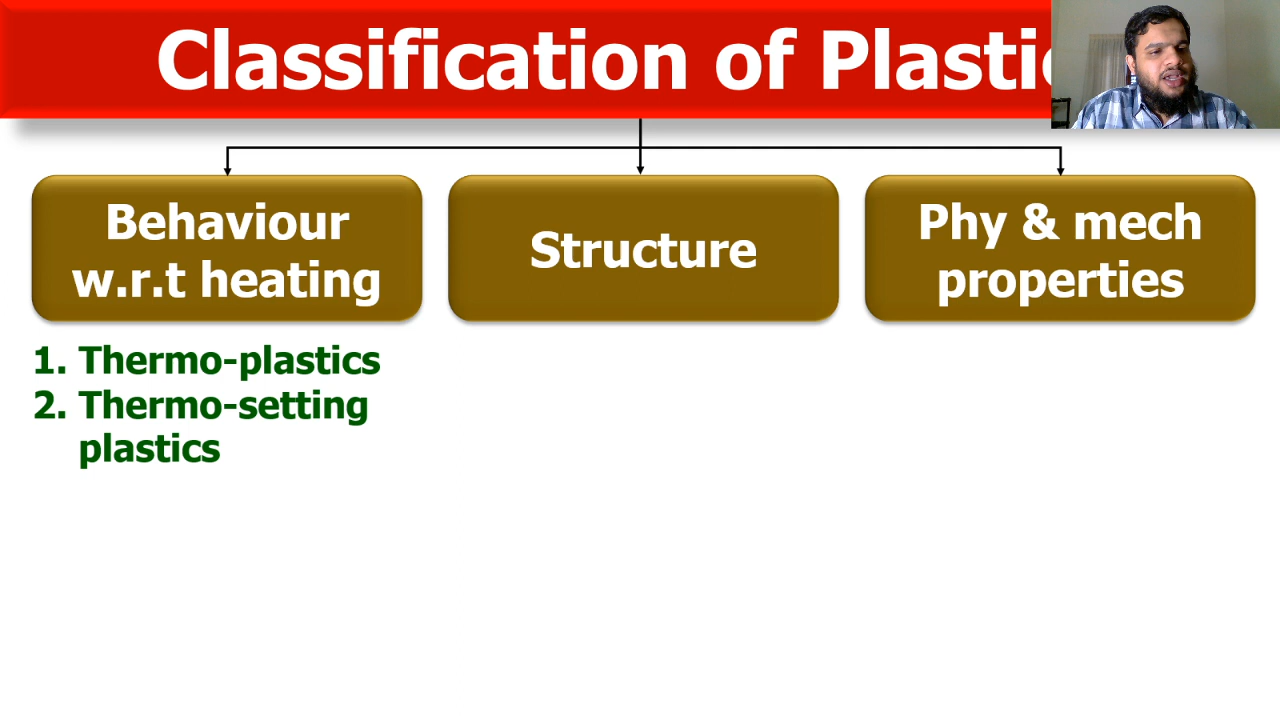 Classification of Plastic
Behaviour
w.r.t heating
Structure
Phy & mech
properties
1. Thermo-plastics
2. Thermo-setting
plastics